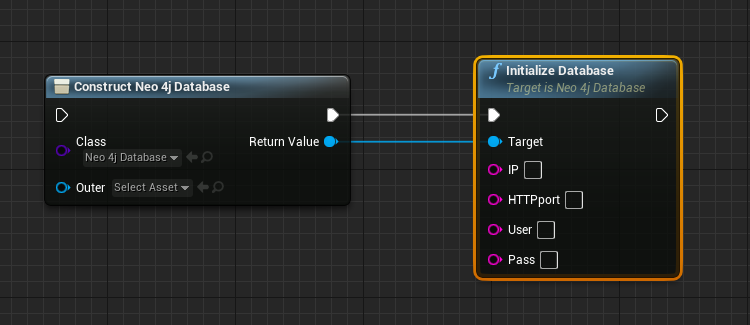 Construct Neo 4j Database
Class
Neo 4j Database
Return Value
Outer
Select Asset
f Initialize Database
Target is Neo 4j Database
Target
IP
HTTPport
User
Pass